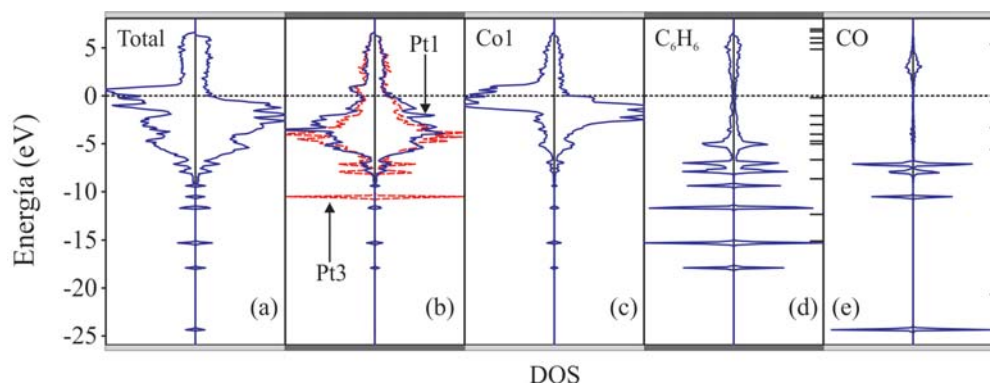 Total
Pt1
Co1
C₆H₆
CO
5
0
-5
-10
-15
-20
-25
Energía (eV)
Pt3
(a)
(b)
(c)
(d)
(e)
DOS